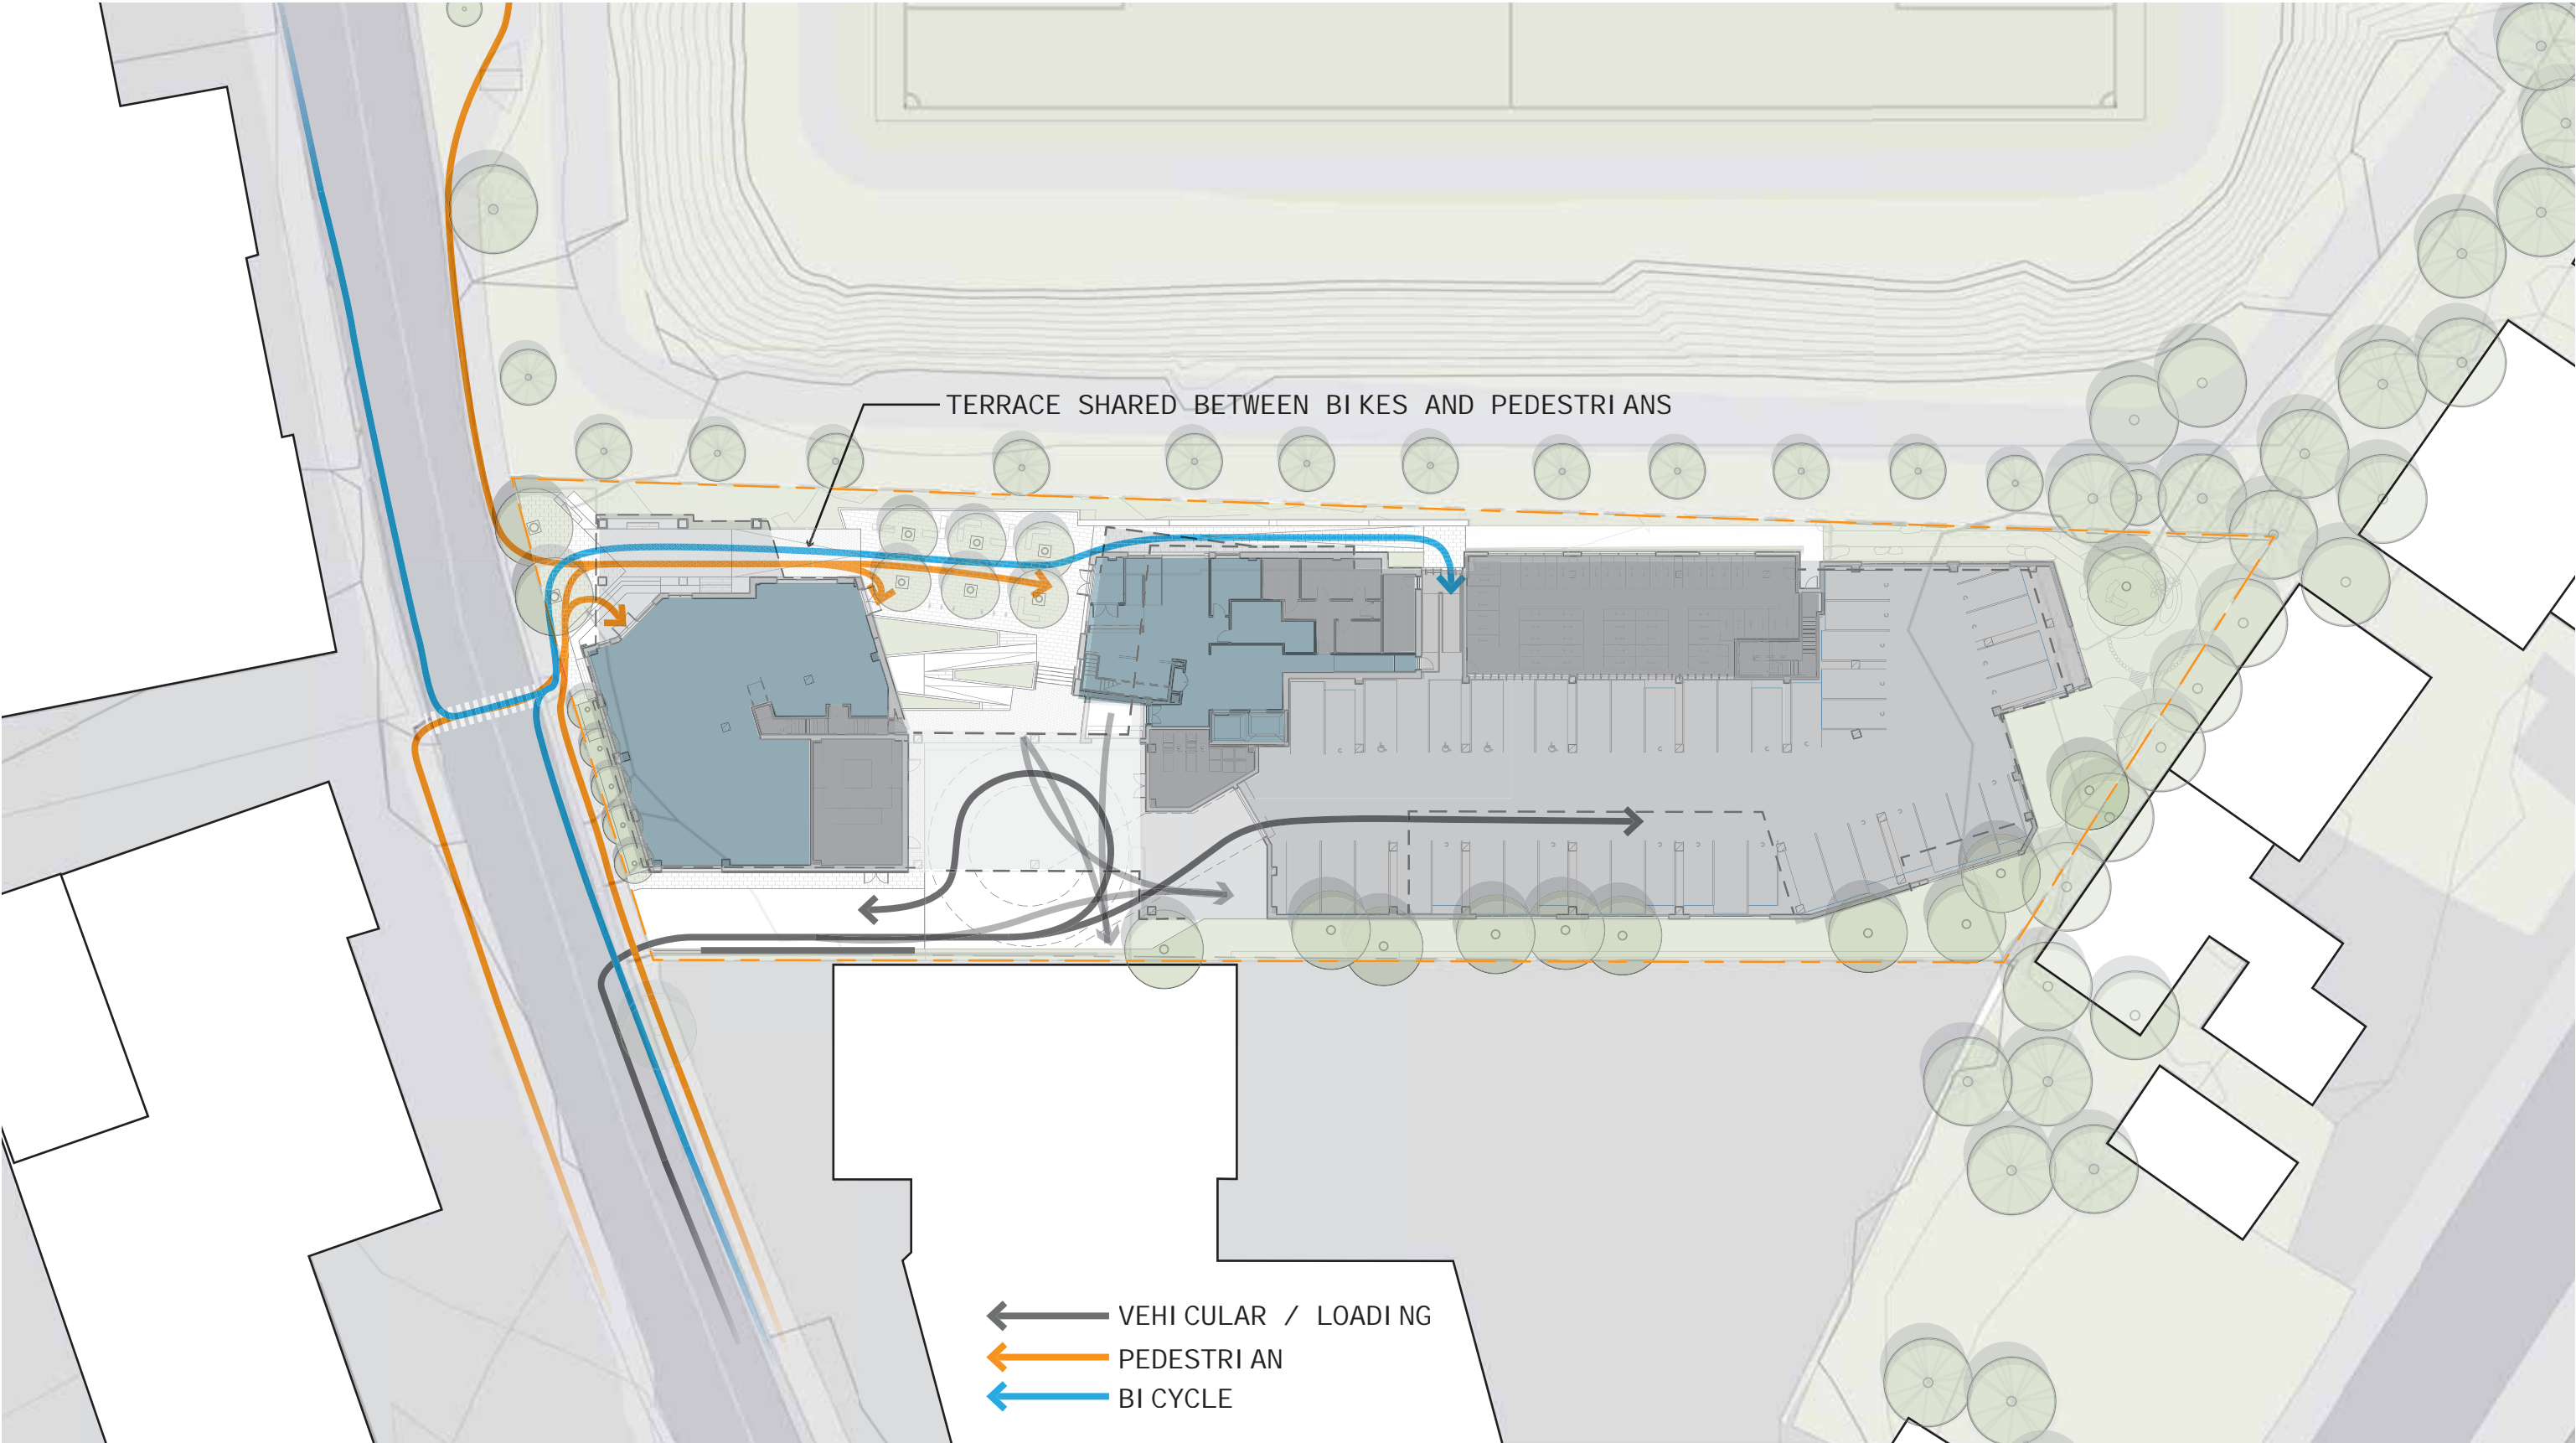 TERRACE SHARED BETWEEN BIKES AND PEDESTRIANS
VEHICULAR / LOADING
PEDESTRIAN
BICYCLE